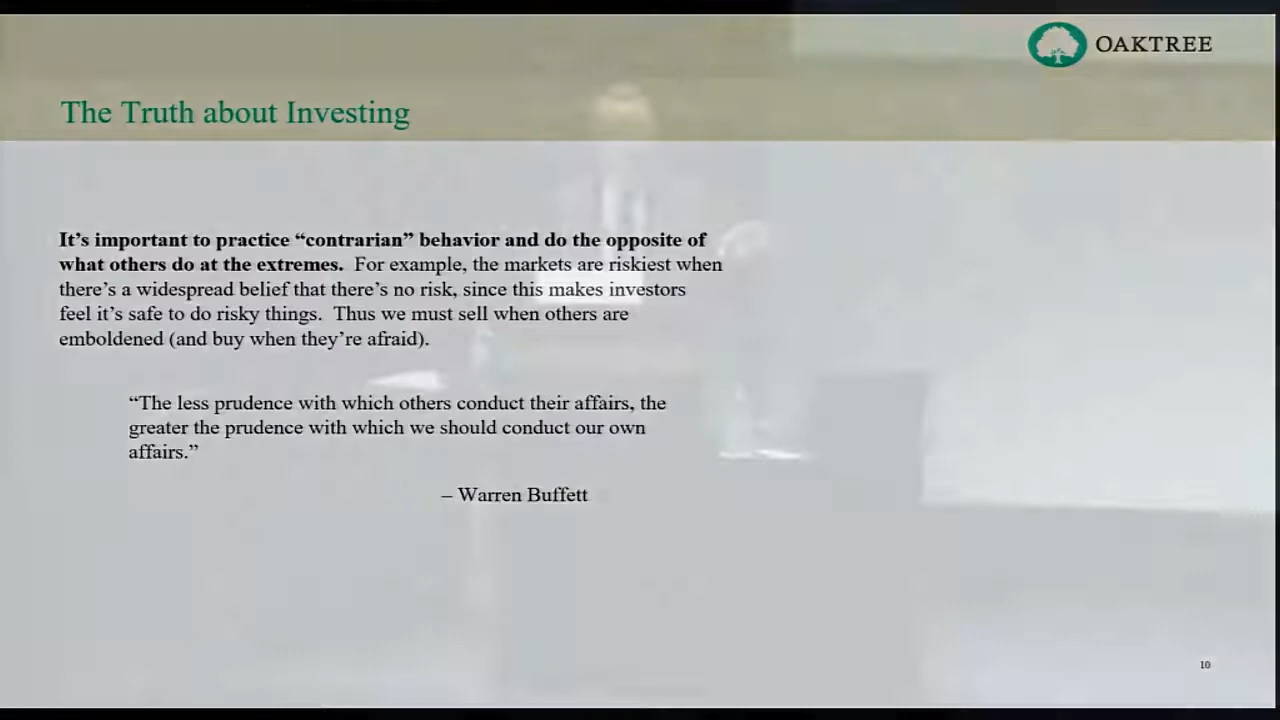 OAKTREE
The Truth about Investing
It’s important to practice “contrarian” behavior and do the opposite of
what others do at the extremes.  For example, the markets are riskiest when
there’s a widespread belief that there’s no risk, since this makes investors
feel it’s safe to do risky things.  Thus we must sell when others are
emboldened (and buy when they’re afraid).
“The less prudence with which others conduct their affairs, the
greater the prudence with which we should conduct our own
affairs.”
– Warren Buffett
10